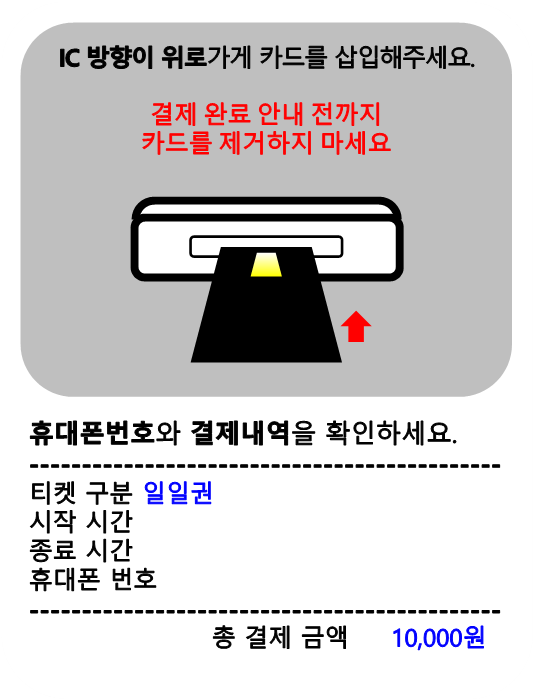 IC 방향이 위로가게 카드를 삽입해주세요.
결제 완료 안내 전까지
카드를 제거하지 마세요
휴대폰번호와 결제내역을 확인하세요.
----------------------------------------
티켓 구분 일일권
시작 시간
종료 시간
휴대폰 번호
----------------------------------------
총 결제 금액 10,000원